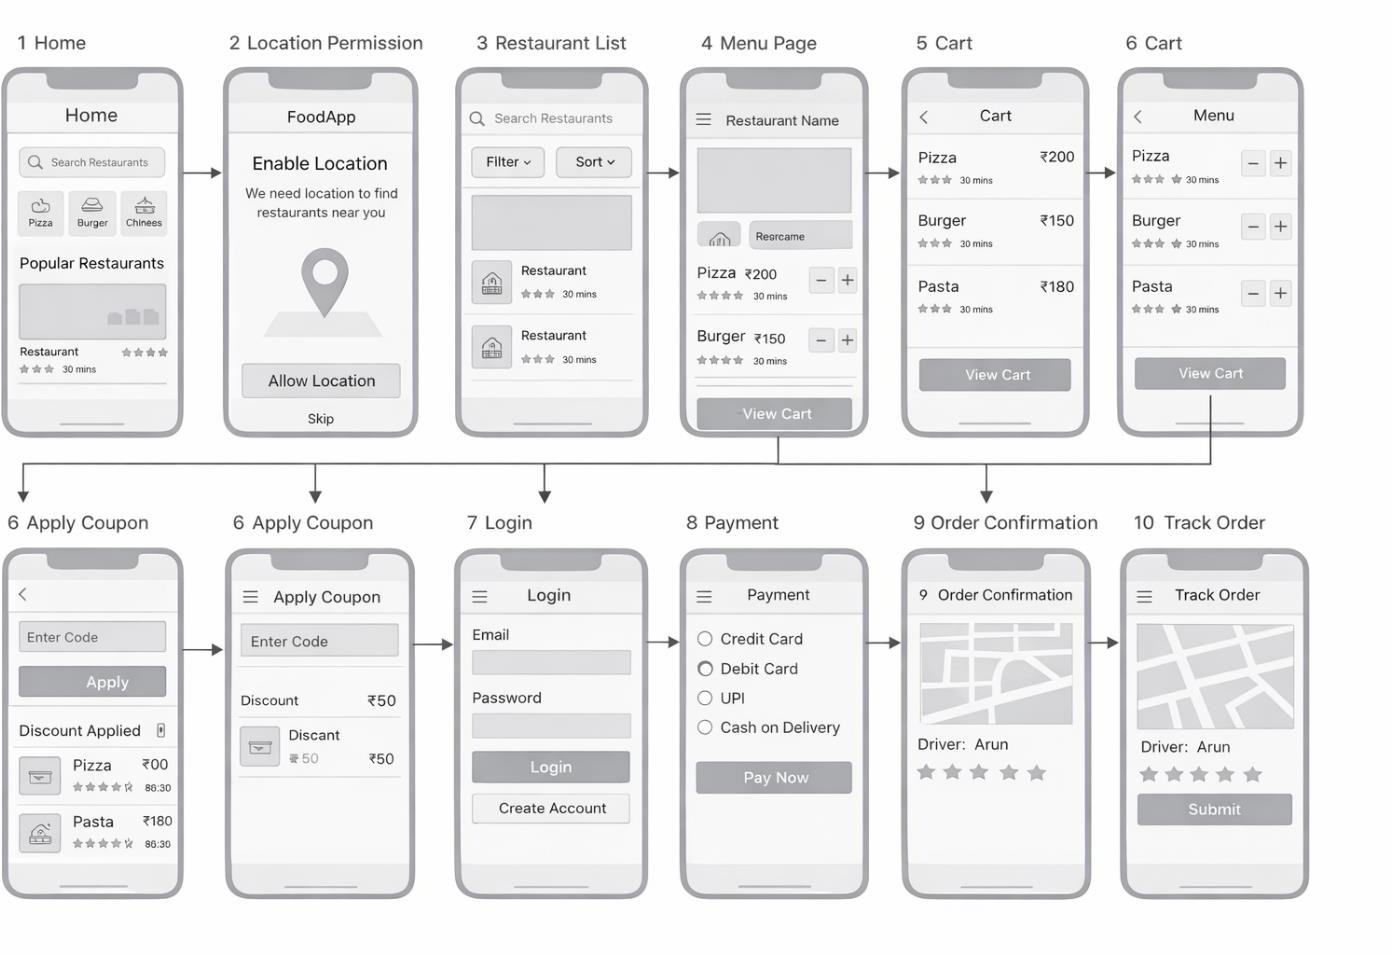 1 Home
2 Location Permission
3 Restaurant List
4 Menu Page
5 Cart
6 Cart
Home
Search Restaurants
Pizza
Burger
Chinees
Popular Restaurants
Restaurant
30 mins
FoodApp
Enable Location
We need location to find
restaurants near you
Allow Location
Skip
Search Restaurants
Filter
Sort
Restaurant
30 mins
Restaurant
30 mins
Restaurant Name
Resrcame
Pizza ₹200
− +
30 mins
Burger ₹150
− +
30 mins
View Cart
Cart
Pizza ₹200
30 mins
Burger ₹150
30 mins
Pasta ₹180
30 mins
View Cart
Menu
Pizza
− +
30 mins
Burger
− +
30 mins
Pasta
− +
30 mins
View Cart
6 Apply Coupon
6 Apply Coupon
7 Login
8 Payment
9 Order Confirmation
10 Track Order
Enter Code
Apply
Discount Applied
Pizza ₹00
86:30
Pasta ₹180
86:30
Apply Coupon
Enter Code
Discount ₹50
Discant
₹ 50 ₹50
Login
Email
Password
Login
Create Account
Payment
Credit Card
Debit Card
UPI
Cash on Delivery
Pay Now
9 Order Confirmation
Driver: Arun
Track Order
Driver: Arun
Submit